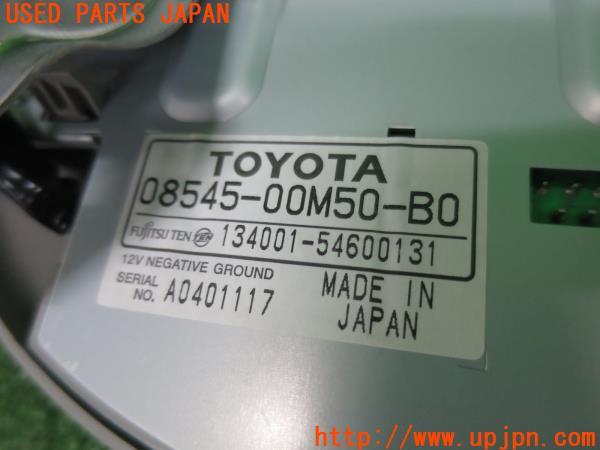 USED PARTS JAPAN
TOYOTA
08545-00M50-B0
FUJITSU TEN TEN 134001-54600131
12V NEGATIVE GROUND
SERIAL NO. A0401117
MADE IN JAPAN
http://www.upjpn.com